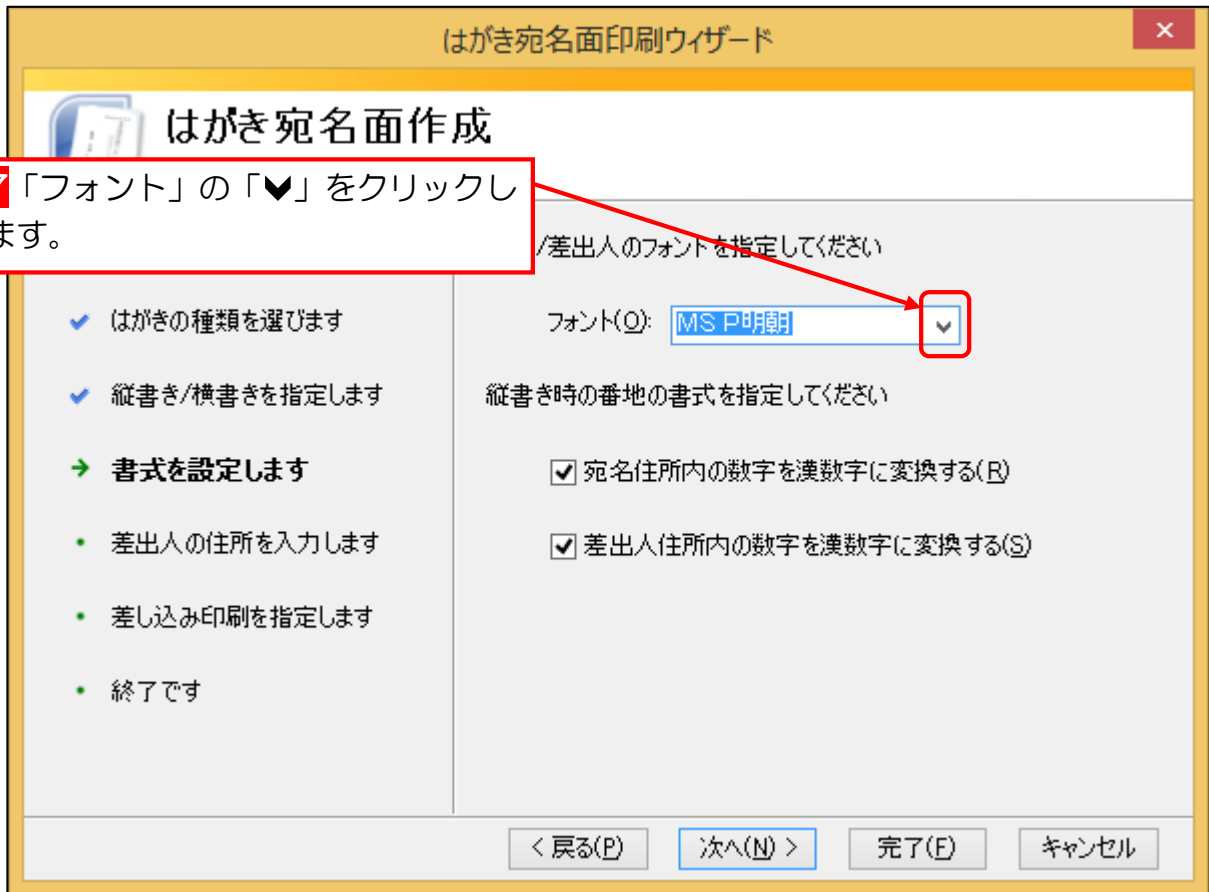 はがき宛名面印刷ウィザード
はがき宛名面作成
「フォント」の「▼」をクリックし
ます。
/差出人のフォントを指定してください
はがきの種類を選びます
フォント(O): MS P明朝
縦書き/横書きを指定します
縦書き時の番地の書式を指定してください
書式を設定します
宛名住所内の数字を漢数字に変換する(R)
差出人の住所を入力します
差出人住所内の数字を漢数字に変換する(S)
差し込み印刷を指定します
終了です
< 戻る(P) 次へ(N) > 完了(F) キャンセル